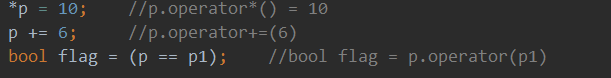 *p = 10;    //p.operator*() = 10
p += 6;     //p.operator+=(6)
bool flag = (p == p1);    //bool flag = p.operator(p1)